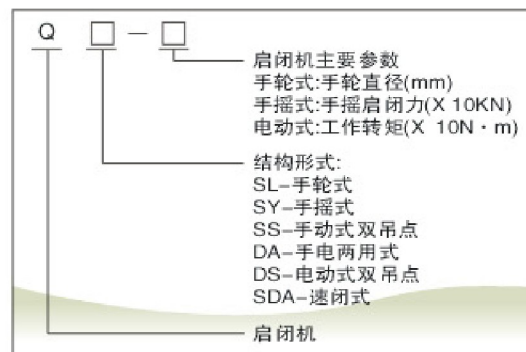 Q □ － □
启闭机主要参数
手轮式:手轮直径(mm)
手摇式:手摇启闭力(X 10KN)
电动式:工作转矩(X 10N·m)
结构形式:
SL-手轮式
SY-手摇式
SS-手动式双吊点
DA-手电两用式
DS-电动式双吊点
SDA-速闭式
启闭机